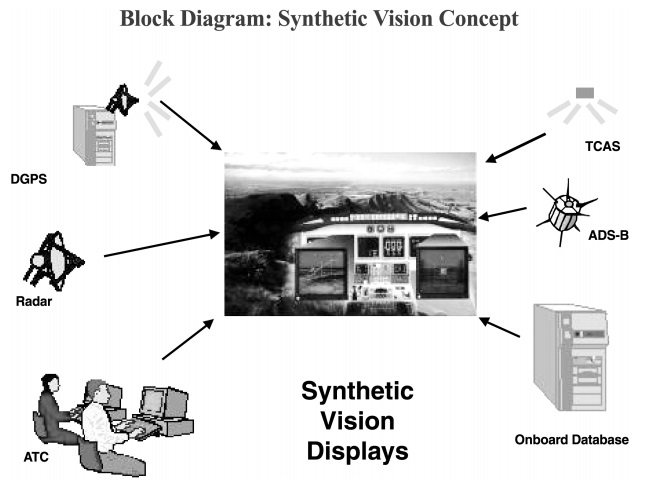 Block Diagram: Synthetic Vision Concept
DGPS
TCAS
ADS-B
Radar
ATC
Synthetic
Vision
Displays
Onboard Database